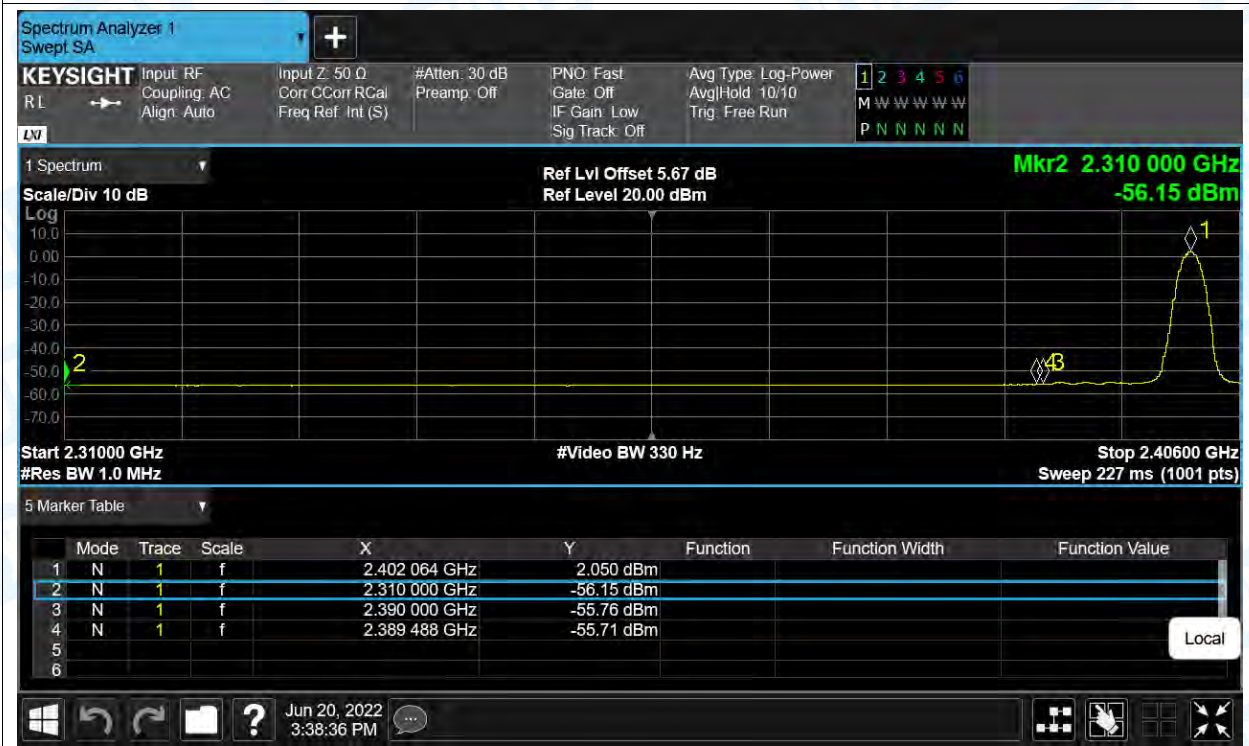 Spectrum Analyzer 1
Swept SA
+
KEYSIGHT Input: RF Input Z: 50 Ω #Atten: 30 dB PNO: Fast Avg Type: Log-Power 1 2 3 4 5 6
RL Coupling: AC Corr CCorr RCal Preamp: Off Gate: Off Avg|Hold: 10/10 M W W W W W W
Align: Auto Freq Ref: Int (S) IF Gain: Low Trig: Free Run
LXI Sig Track: Off P N N N N N
1 Spectrum Ref Lvl Offset 5.67 dB Mkr2 2.310 000 GHz
Scale/Div 10 dB Ref Level 20.00 dBm -56.15 dBm
Log
10.0
0.00
-10.0
-20.0
-30.0
-40.0
-50.0
-60.0
-70.0
1
2
43
Start 2.31000 GHz #Video BW 330 Hz Stop 2.40600 GHz
#Res BW 1.0 MHz Sweep 227 ms (1001 pts)
5 Marker Table
Mode Trace Scale X Y Function Function Width Function Value
1 N 1 f 2.402 064 GHz 2.050 dBm
2 N 1 f 2.310 000 GHz -56.15 dBm
3 N 1 f 2.390 000 GHz -55.76 dBm
4 N 1 f 2.389 488 GHz -55.71 dBm
5
6
Local
? Jun 20, 2022
3:38:36 PM